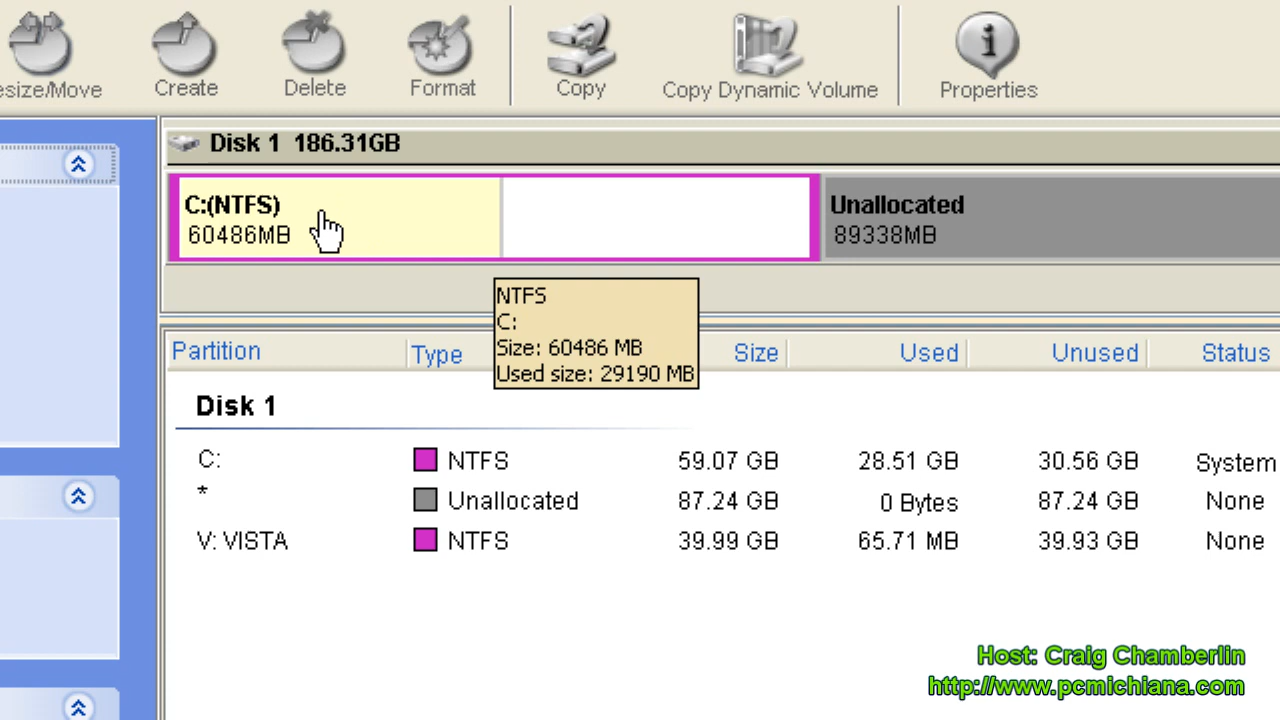 esize/Move Create Delete Format Copy Copy Dynamic Volume Properties
Disk 1 186.31GB
C:(NTFS) Unallocated
60486MB 89338MB
NTFS
C:
Size: 60486 MB
Used size: 29190 MB
Partition Type Size Used Unused Status
Disk 1
C: NTFS 59.07 GB 28.51 GB 30.56 GB System
* Unallocated 87.24 GB 0 Bytes 87.24 GB None
V: VISTA NTFS 39.99 GB 65.71 MB 39.93 GB None
Host: Craig Chamberlin
http://www.pcmichiana.com